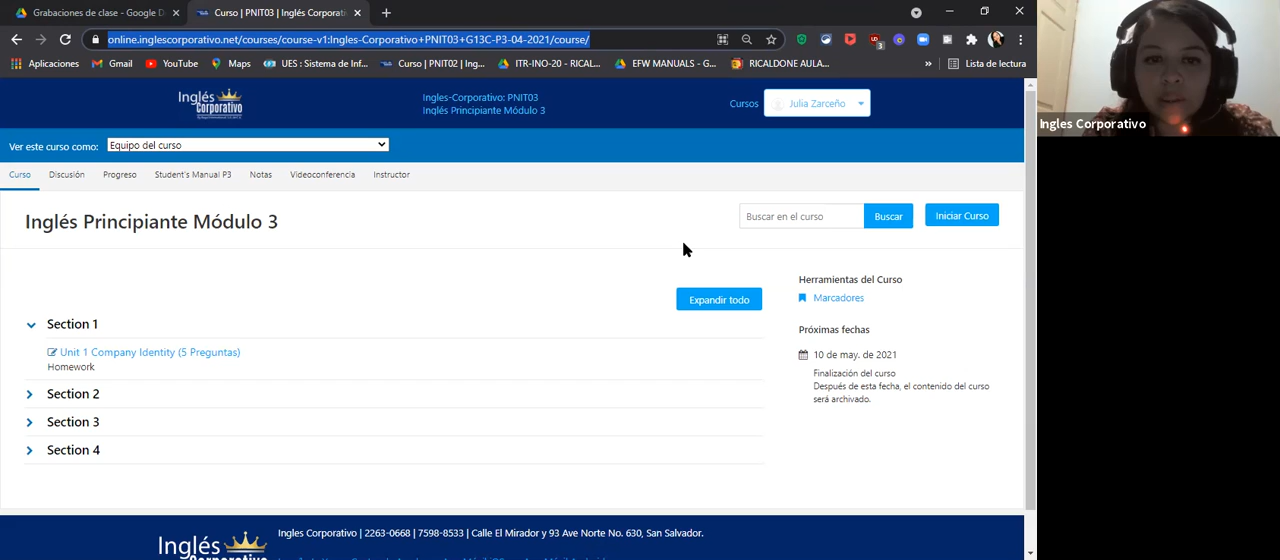 Grabaciones de clase - Google D
Curso | PNIT03 | Inglés Corporati
online.inglescorporativo.net/courses/course-v1:Ingles-Corporativo+PNIT03+G13C-P3-04-2021/course/
3
Aplicaciones
Gmail
YouTube
Maps
UES : Sistema de Inf...
Curso | PNIT02 | Ing...
ITR-INO-20 - RICAL...
EFW MANUALS - G...
RICALDONE AULA...
»
Lista de lectura
Ingles Corporativo
Inglés
Corporativo
Ingles-Corporativo: PNIT03
Inglés Principiante Módulo 3
Cursos
Julia Zarceño
Ver este curso como:
Equipo del curso
Curso
Discusión
Progreso
Student's Manual P3
Notas
Videoconferencia
Instructor
Inglés Principiante Módulo 3
Buscar en el curso
Buscar
Iniciar Curso
Expandir todo
Section 1
Unit 1 Company Identity (5 Preguntas)
Homework
Section 2
Section 3
Section 4
Herramientas del Curso
Marcadores
Próximas fechas
10 de may. de 2021
Finalización del curso
Después de esta fecha, el contenido del curso
será archivado.
Inglés
Ingles Corporativo | 2263-0668 | 7598-8533 | Calle El Mirador y 93 Ave Norte No. 630, San Salvador.